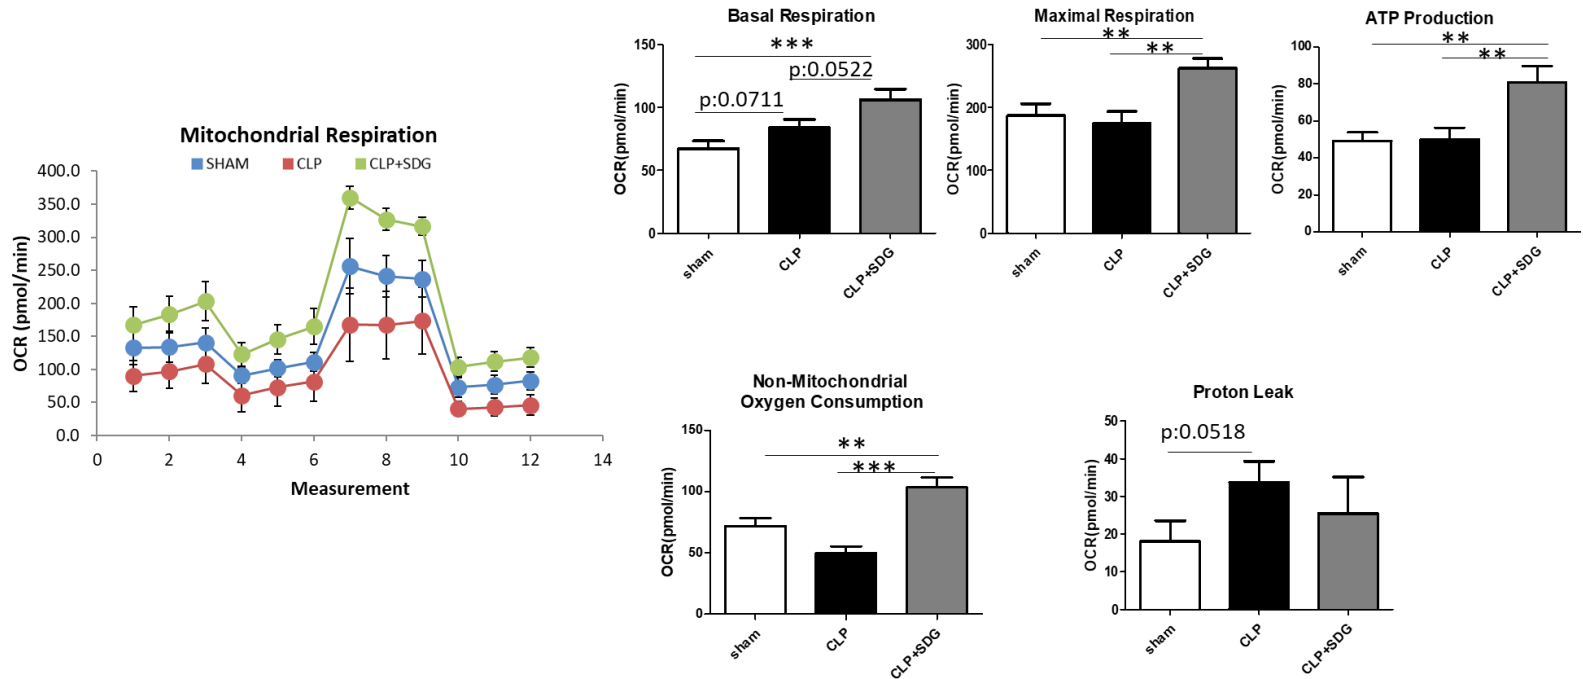 Mitochondrial Respiration
SHAM CLP CLP+SDG
OCR (pmol/min)
400.0
350.0
300.0
250.0
200.0
150.0
100.0
50.0
0.0
0 2 4 6 8 10 12 14
Measurement
Basal Respiration
OCR(pmol/min)
150
100
50
0
***
p:0.0522
p:0.0711
sham CLP CLP+SDG
Maximal Respiration
OCR(pmol/min)
300
200
100
0
**
**
sham CLP CLP+SDG
ATP Production
OCR(pmol/min)
100
80
60
40
20
0
**
**
sham CLP CLP+SDG
Non-Mitochondrial
Oxygen Consumption
OCR(pmol/min)
150
100
50
0
**
***
sham CLP CLP+SDG
Proton Leak
OCR(pmol/min)
50
40
30
20
10
0
p:0.0518
sham CLP CLP+SDG